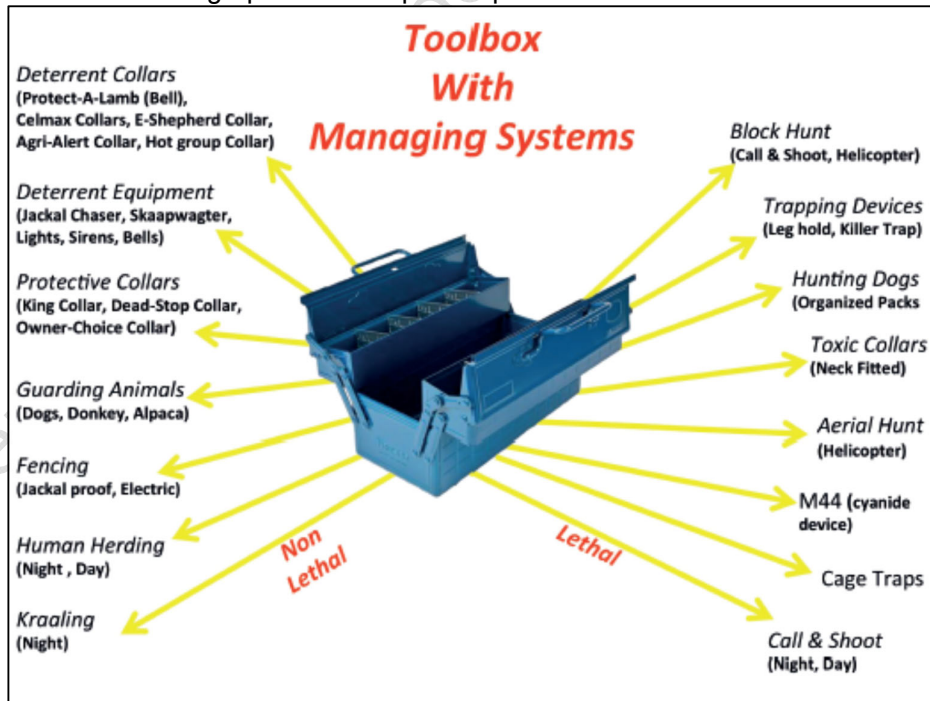 Toolbox
With
Managing Systems
Deterrent Collars
(Protect-A-Lamb (Bell),
Celmax Collars, E-Shepherd Collar,
Agri-Alert Collar, Hot group Collar)
Deterrent Equipment
(Jackal Chaser, Skaapwagter,
Lights, Sirens, Bells)
Protective Collars
(King Collar, Dead-Stop Collar,
Owner-Choice Collar)
Guarding Animals
(Dogs, Donkey, Alpaca)
Fencing
(Jackal proof, Electric)
Human Herding
(Night , Day)
Kraaling
(Night)
Non
Lethal
Lethal
Block Hunt
(Call & Shoot, Helicopter)
Trapping Devices
(Leg hold, Killer Trap)
Hunting Dogs
(Organized Packs
Toxic Collars
(Neck Fitted)
Aerial Hunt
(Helicopter)
M44 (cyanide
device)
Cage Traps
Call & Shoot
(Night, Day)